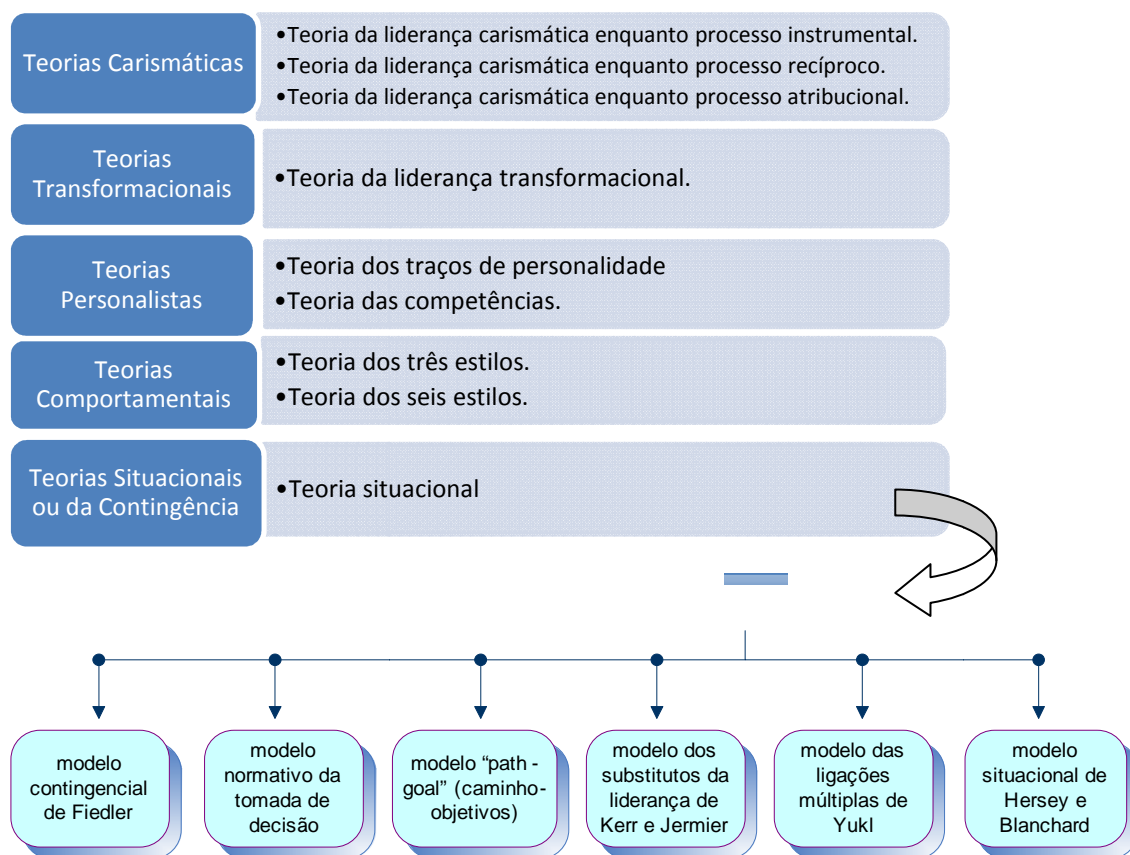 Teorias Carismáticas
•Teoria da liderança carismática enquanto processo instrumental.
•Teoria da liderança carismática enquanto processo recíproco.
•Teoria da liderança carismática enquanto processo atribucional.
Teorias
Transformacionais
•Teoria da liderança transformacional.
Teorias
Personalistas
•Teoria dos traços de personalidade
•Teoria das competências.
Teorias
Comportamentais
•Teoria dos três estilos.
•Teoria dos seis estilos.
Teorias Situacionais
ou da Contingência
•Teoria situacional
modelo
contingencial
de Fiedler
modelo
normativo da
tomada de
decisão
modelo “path -
goal” (caminho-
objetivos)
modelo dos
substitutos da
liderança de
Kerr e Jermier
modelo das
ligações
múltiplas de
Yukl
modelo
situacional de
Hersey e
Blanchard